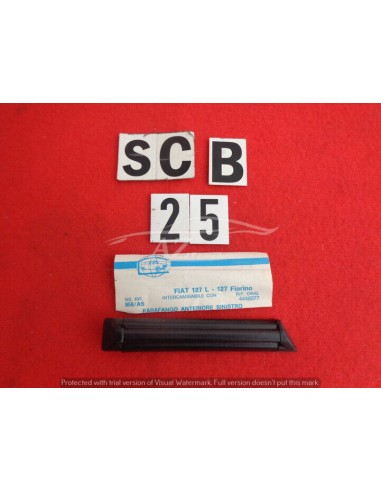 SCB
25
FIAT 127 L - 127 Fiorino
INTERCAMBIABILE CON
NS. RIF. RIF. ORIG.
168/AS
PARAFANGO ANTERIORE SINISTRO
Protected with trial version of Visual Watermark. Full version doesn't put this mark.